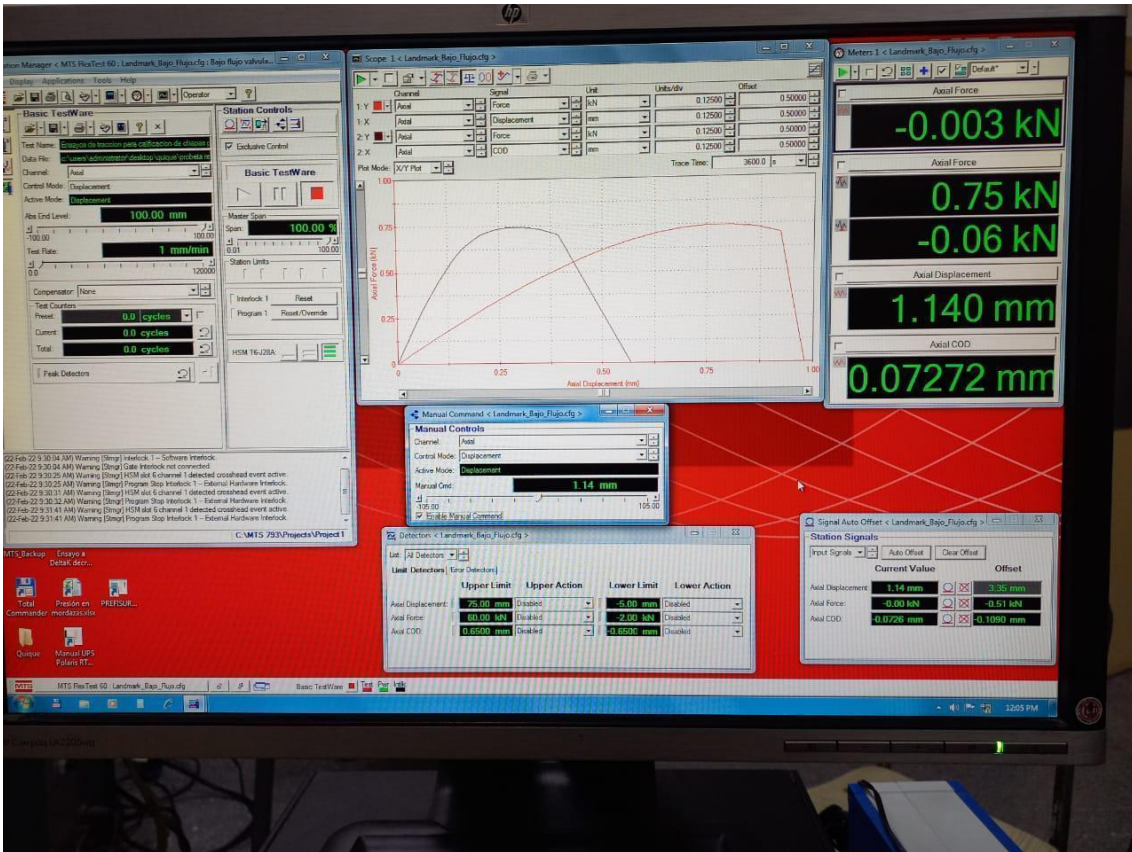 hp
ation Manager < MTS FlexTest 60 : Landmark_Bajo_Flujo.cfg : Bajo flujo valvula...
Display Applications Tools Help
Operator
Basic TestWare
Test Name: Ensayos de traccion para calificacion de chapas
Data File: c:\users\administrator\desktop\quique\probeta
Channel: Axial
Control Mode: Displacement
Active Mode: Displacement
Abs End Level: 100.00 mm
-100.00 100.00
Test Rate: 1 mm/min
0.0 120000
Compensator: None
Test Counters
Preset: 0.0 cycles
Current: 0.0 cycles
Total: 0.0 cycles
Peak Detectors
Station Controls
Exclusive Control
Basic TestWare
Master Span
Span: 100.00 %
0.01 100.00
Station Limits
Interlock 1 Reset
Program 1 Reset/Override
HSM T6-J28A:
(22-Feb-22 9:30:04 AM) Warning [Stmgr] Interlock 1 -- Software Interlock.
(22-Feb-22 9:30:04 AM) Warning [Stmgr] Gate Interlock not connected.
(22-Feb-22 9:30:25 AM) Warning [Stmgr] HSM slot 6 channel 1 detected crosshead event active.
(22-Feb-22 9:30:25 AM) Warning [Stmgr] Program Stop Interlock 1 -- External Hardware Interlock.
(22-Feb-22 9:30:31 AM) Warning [Stmgr] HSM slot 6 channel 1 detected crosshead event active.
(22-Feb-22 9:30:32 AM) Warning [Stmgr] Program Stop Interlock 1 -- External Hardware Interlock.
(22-Feb-22 9:31:41 AM) Warning [Stmgr] HSM slot 6 channel 1 detected crosshead event active.
(22-Feb-22 9:31:41 AM) Warning [Stmgr] Program Stop Interlock 1 -- External Hardware Interlock.
C:\MTS 793\Projects\Project1
Scope 1 < Landmark_Bajo_Flujo.cfg >
Channel Signal Unit Units/div Offset
1:Y Axial Force kN 0.12500 0.50000
1:X Axial Displacement mm 0.12500 0.50000
2:Y Axial Force kN 0.12500 0.50000
2:X Axial COD mm 0.12500 0.50000
Plot Mode: X/Y Plot Trace Time: 3600.0 s
1.00
0.75
0.50
0.25
0
Axial Force (kN)
0 0.25 0.50 0.75 1.00
Axial Displacement (mm)
Meters 1 < Landmark_Bajo_Flujo.cfg >
Default*
Axial Force
-0.003 kN
Axial Force
0.75 kN
-0.06 kN
Axial Displacement
1.140 mm
Axial COD
0.07272 mm
Manual Command < Landmark_Bajo_Flujo.cfg >
Manual Controls
Channel: Axial
Control Mode: Displacement
Active Mode: Displacement
Manual Cmd: 1.14 mm
-105.00 105.00
Enable Manual Command
Detectors < Landmark_Bajo_Flujo.cfg >
List: All Detectors
Limit Detectors Error Detectors
Upper Limit Upper Action Lower Limit Lower Action
Axial Displacement: 75.00 mm Disabled -5.00 mm Disabled
Axial Force: 60.00 kN Disabled -2.00 kN Disabled
Axial COD: 0.6500 mm Disabled -0.6500 mm Disabled
Signal Auto Offset < Landmark_Bajo_Flujo.cfg >
Station Signals
Input Signals Auto Offset Clear Offset
Current Value Offset
Axial Displacement: 1.14 mm 3.35 mm
Axial Force: -0.00 kN -0.51 kN
Axial COD: 0.0726 mm -0.1090 mm
MTS_Backup
Ensayo a DeltaK decr...
Total Commander
Presión en mordazas.xlsx
PREFISUR...
Quique
Manual UPS Polaris RT...
MTS
MTS FlexTest 60 Landmark_Bajo_Flujo.cfg
Basic TestWare Test Pwr Intlk
12:05 PM